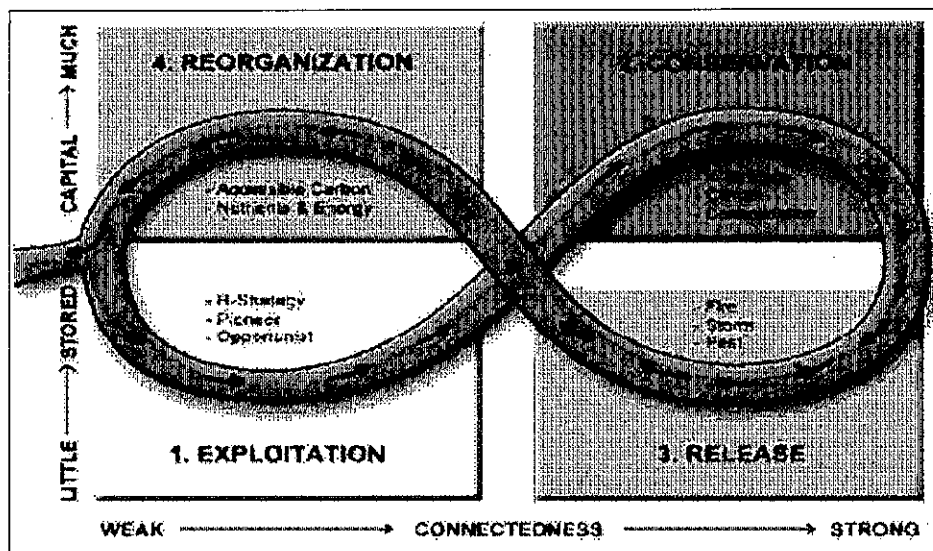 4. REORGANIZATION
2. CONSERVATION
- Accessible Carbon
- Nutrients & Energy
- R-Strategy
- Pioneer
- Opportunist
- Fire
- Storm
- Pest
1. EXPLOITATION
3. RELEASE
LITTLE STORED CAPITAL MUCH
WEAK CONNECTEDNESS STRONG